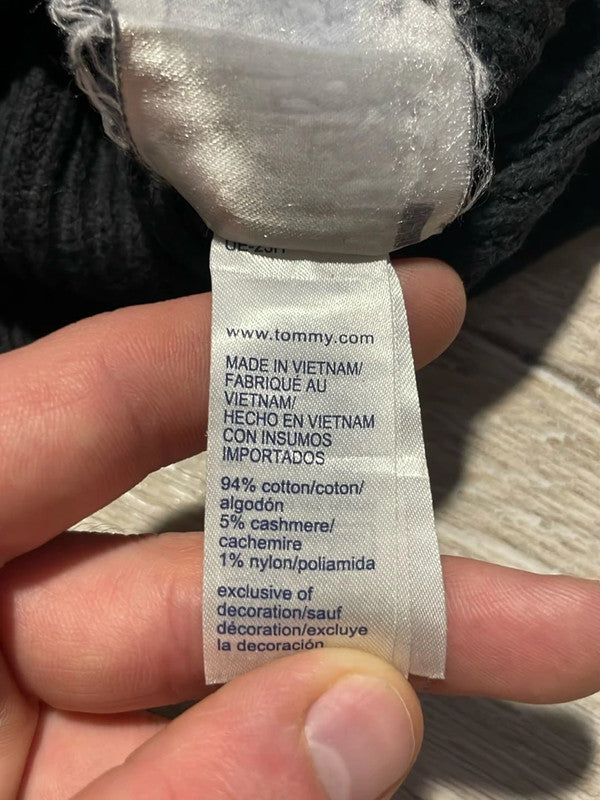 www.tommy.com
MADE IN VIETNAM/
FABRIQUÉ AU
VIETNAM/
HECHO EN VIETNAM
CON INSUMOS
IMPORTADOS
94% cotton/coton/
algodón
5% cashmere/
cachemire
1% nylon/poliamida
exclusive of
decoration/sauf
décoration/excluye
la decoración